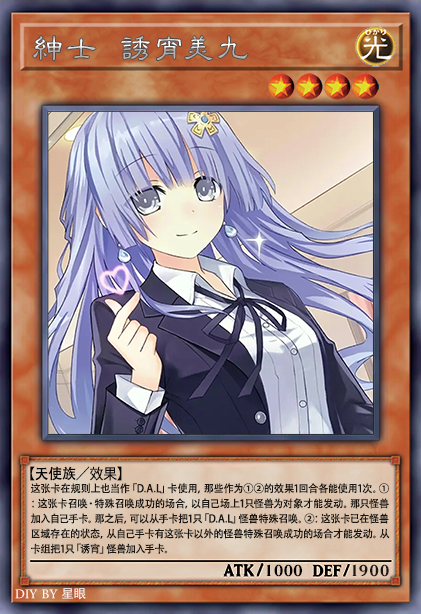 紳士 誘宵美九
ひかり
光
【天使族／效果】
这张卡在规则上也当作「D.A.L」卡使用，那些作为①②的效果1回合各能使用1次。①
：这张卡召唤·特殊召唤成功的场合，以自己场上1只怪兽为对象才能发动。那只怪兽
加入自己手卡。那之后，可以从手卡把1只「D.A.L」怪兽特殊召唤。②：这张卡已在怪兽
区域存在的状态，从自己手卡有这张卡以外的怪兽特殊召唤成功的场合才能发动。从
卡组把1只「诱宵」怪兽加入手卡。
ATK/1000 DEF/1900
DIY BY 星眼